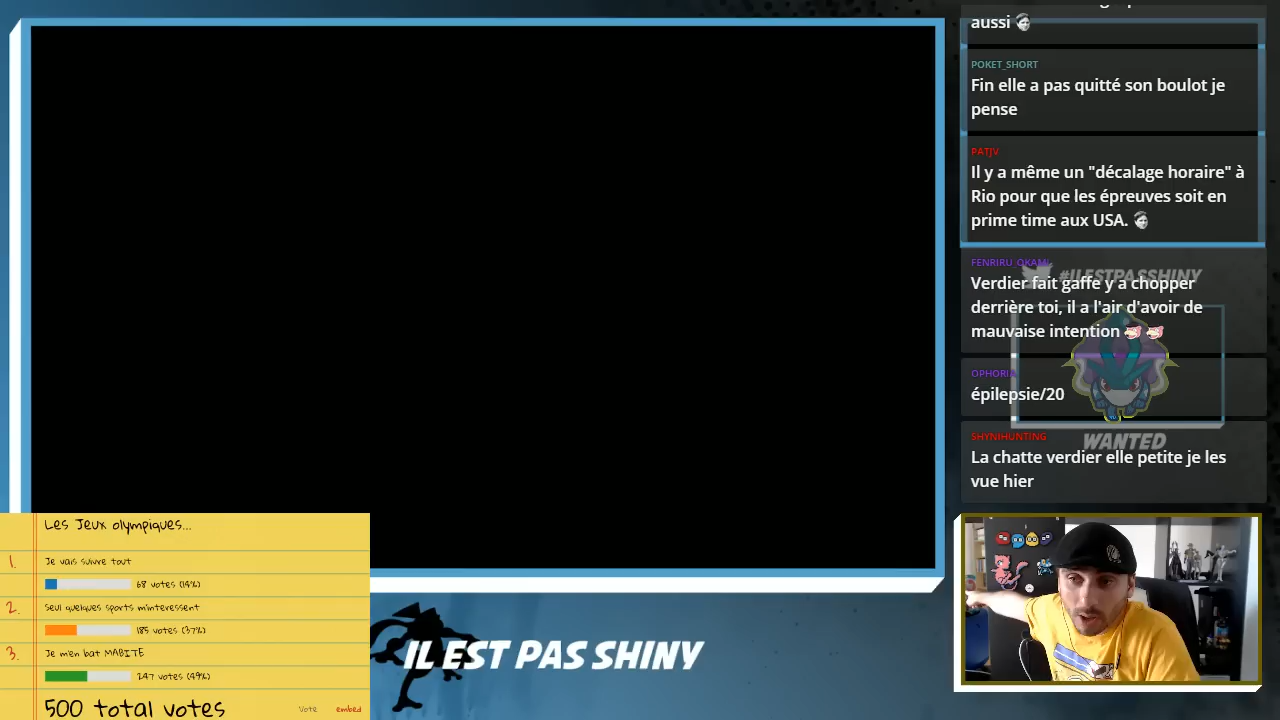 aussi
POKET_SHORT
Fin elle a pas quitté son boulot je
pense
PATJV
Il y a même un "décalage horaire" à
Rio pour que les épreuves soit en
prime time aux USA.
FENRIRU_OKAMI
#ILESTPASSHINY
Verdier fait gaffe y a chopper
derrière toi, il a l'air d'avoir de
mauvaise intention
OPHORIA
épilepsie/20
SHYNIHUNTING
WANTED
La chatte verdier elle petite je les
vue hier
Les Jeux olympiques...
1. Je vais suivre tout
68 votes (14%)
2. Seul quelques sports m'interessent
185 votes (37%)
3. Je m'en bat MABITE
247 votes (49%)
500 total votes
Vote embed
IL EST PAS SHINY